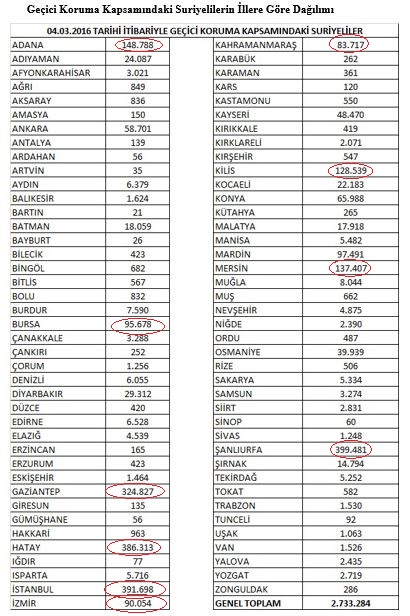 Geçici Koruma Kapsamındaki Suriyelilerin İllere Göre Dağılımı
04.03.2016 TARİHİ İTİBARİYLE GEÇİCİ KORUMA KAPSAMINDAKİ SURİYELİLER
ADANA 148.788
ADIYAMAN 24.087
AFYONKARAHİSAR 3.021
AĞRI 849
AKSARAY 836
AMASYA 150
ANKARA 58.701
ANTALYA 139
ARDAHAN 56
ARTVİN 35
AYDIN 6.379
BALIKESİR 1.624
BARTIN 21
BATMAN 18.059
BAYBURT 26
BİLECİK 423
BİNGÖL 682
BİTLİS 567
BOLU 832
BURDUR 7.590
BURSA 95.678
ÇANAKKALE 3.288
ÇANKIRI 252
ÇORUM 1.256
DENİZLİ 6.055
DİYARBAKIR 29.312
DÜZCE 420
EDİRNE 6.528
ELAZIĞ 4.539
ERZİNCAN 165
ERZURUM 423
ESKİŞEHİR 1.464
GAZİANTEP 324.827
GİRESUN 135
GÜMÜŞHANE 56
HAKKARİ 963
HATAY 386.313
IĞDIR 77
ISPARTA 5.716
İSTANBUL 391.698
İZMİR 90.054
KAHRAMANMARAŞ 83.717
KARABÜK 262
KARAMAN 361
KARS 120
KASTAMONU 550
KAYSERİ 48.470
KIRIKKALE 419
KIRKLARELİ 2.071
KIRŞEHİR 547
KİLİS 128.539
KOCAELİ 22.183
KONYA 65.988
KÜTAHYA 265
MALATYA 17.918
MANİSA 5.482
MARDİN 97.491
MERSİN 137.407
MUĞLA 8.044
MUŞ 662
NEVŞEHİR 4.875
NİĞDE 2.390
ORDU 487
OSMANİYE 39.939
RİZE 506
SAKARYA 5.334
SAMSUN 3.274
SİİRT 2.831
SİNOP 60
SİVAS 1.248
ŞANLIURFA 399.481
ŞIRNAK 14.794
TEKİRDAĞ 5.252
TOKAT 582
TRABZON 1.530
TUNCELİ 92
UŞAK 1.063
VAN 1.526
YALOVA 2.435
YOZGAT 2.719
ZONGULDAK 286
GENEL TOPLAM 2.733.284